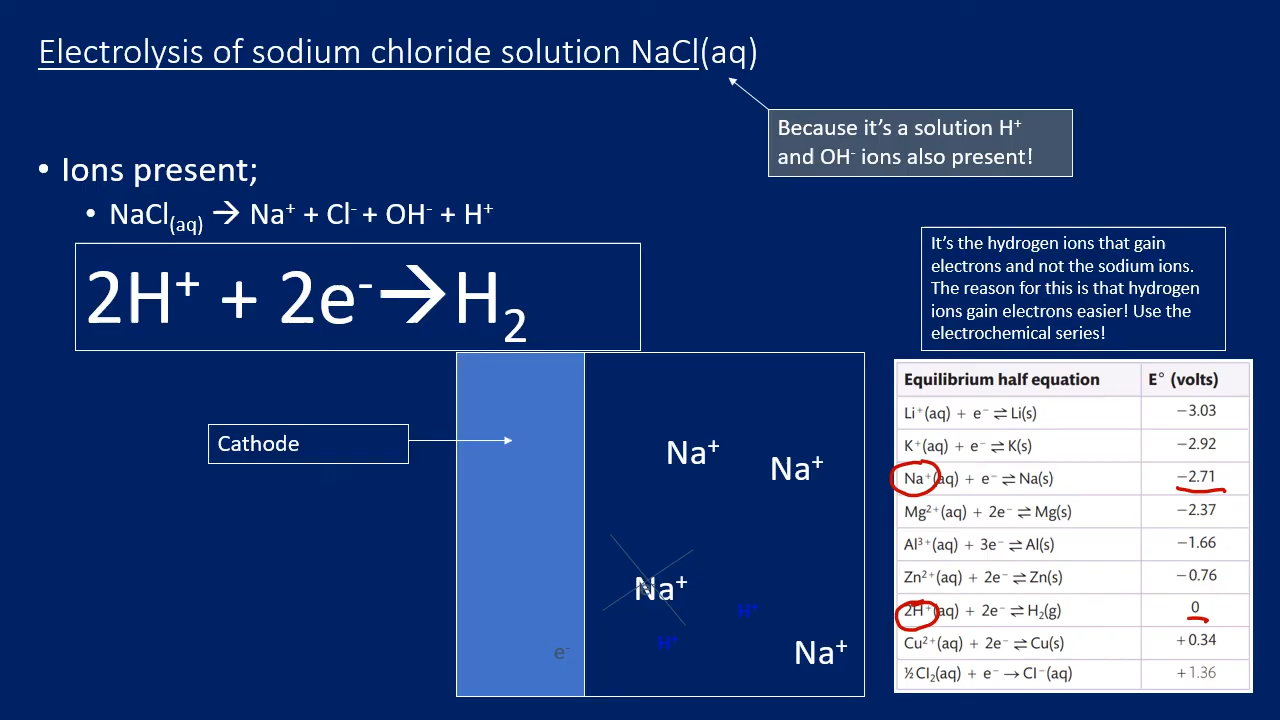 Electrolysis of sodium chloride solution NaCl(aq)
Because it's a solution H⁺
and OH⁻ ions also present!
• Ions present;
• NaCl₍aq₎ → Na⁺ + Cl⁻ + OH⁻ + H⁺
2H⁺ + 2e⁻→H₂
It's the hydrogen ions that gain
electrons and not the sodium ions.
The reason for this is that hydrogen
ions gain electrons easier! Use the
electrochemical series!
Cathode
Na⁺
Na⁺
Na⁺
e⁻
H⁺
H⁺
e⁻
Na⁺
Equilibrium half equation E° (volts)
Li⁺(aq) + e⁻ ⇌ Li(s) −3.03
K⁺(aq) + e⁻ ⇌ K(s) −2.92
Na⁺(aq) + e⁻ ⇌ Na(s) −2.71
Mg²⁺(aq) + 2e⁻ ⇌ Mg(s) −2.37
Al³⁺(aq) + 3e⁻ ⇌ Al(s) −1.66
Zn²⁺(aq) + 2e⁻ ⇌ Zn(s) −0.76
2H⁺(aq) + 2e⁻ ⇌ H₂(g) 0
Cu²⁺(aq) + 2e⁻ ⇌ Cu(s) +0.34
½Cl₂(aq) + e⁻ → Cl⁻(aq) +1.36